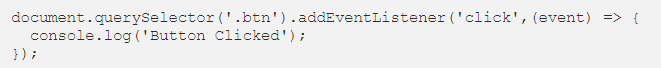 document.querySelector('.btn').addEventListener('click',(event) => {
  console.log('Button Clicked');
});